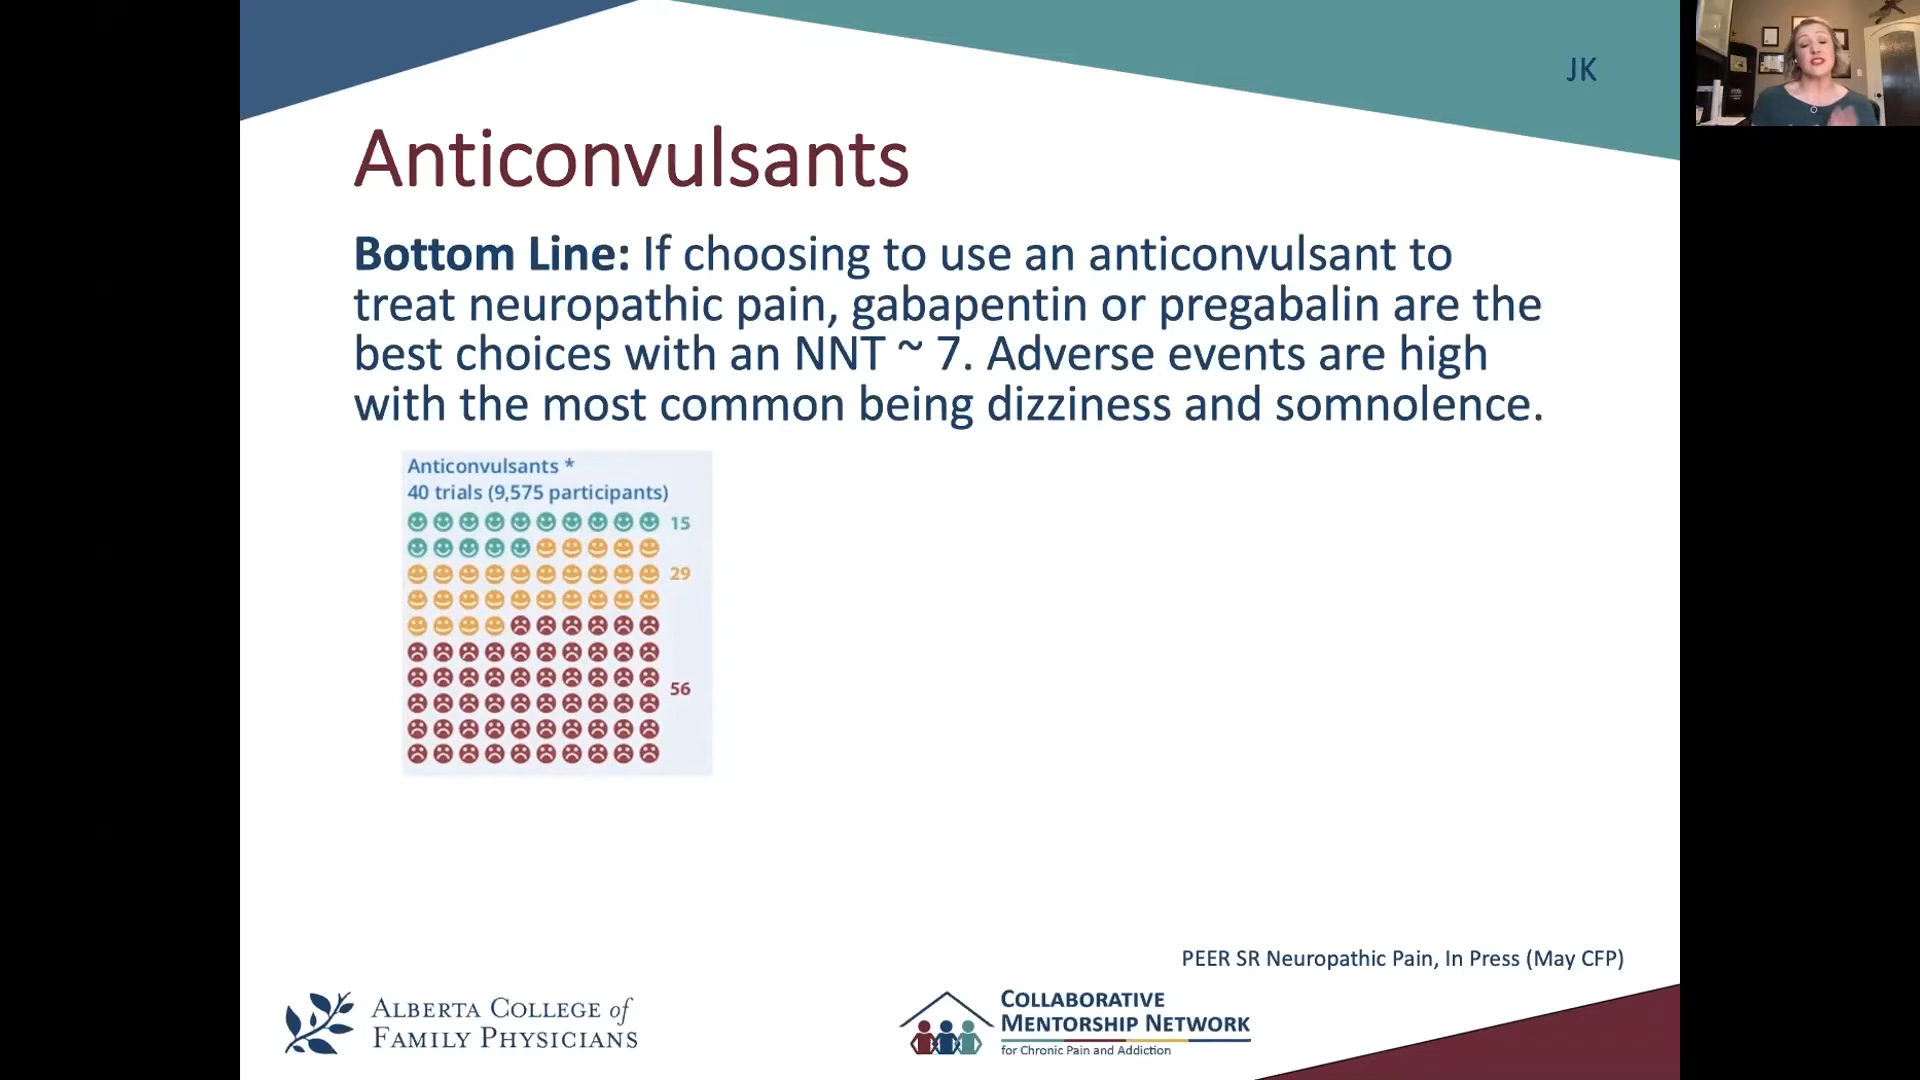 JK
Anticonvulsants
Bottom Line: If choosing to use an anticonvulsant to
treat neuropathic pain, gabapentin or pregabalin are the
best choices with an NNT ~ 7. Adverse events are high
with the most common being dizziness and somnolence.
Anticonvulsants *
40 trials (9,575 participants)
15
29
56
PEER SR Neuropathic Pain, In Press (May CFP)
ALBERTA COLLEGE of
FAMILY PHYSICIANS
COLLABORATIVE
MENTORSHIP NETWORK
for Chronic Pain and Addiction